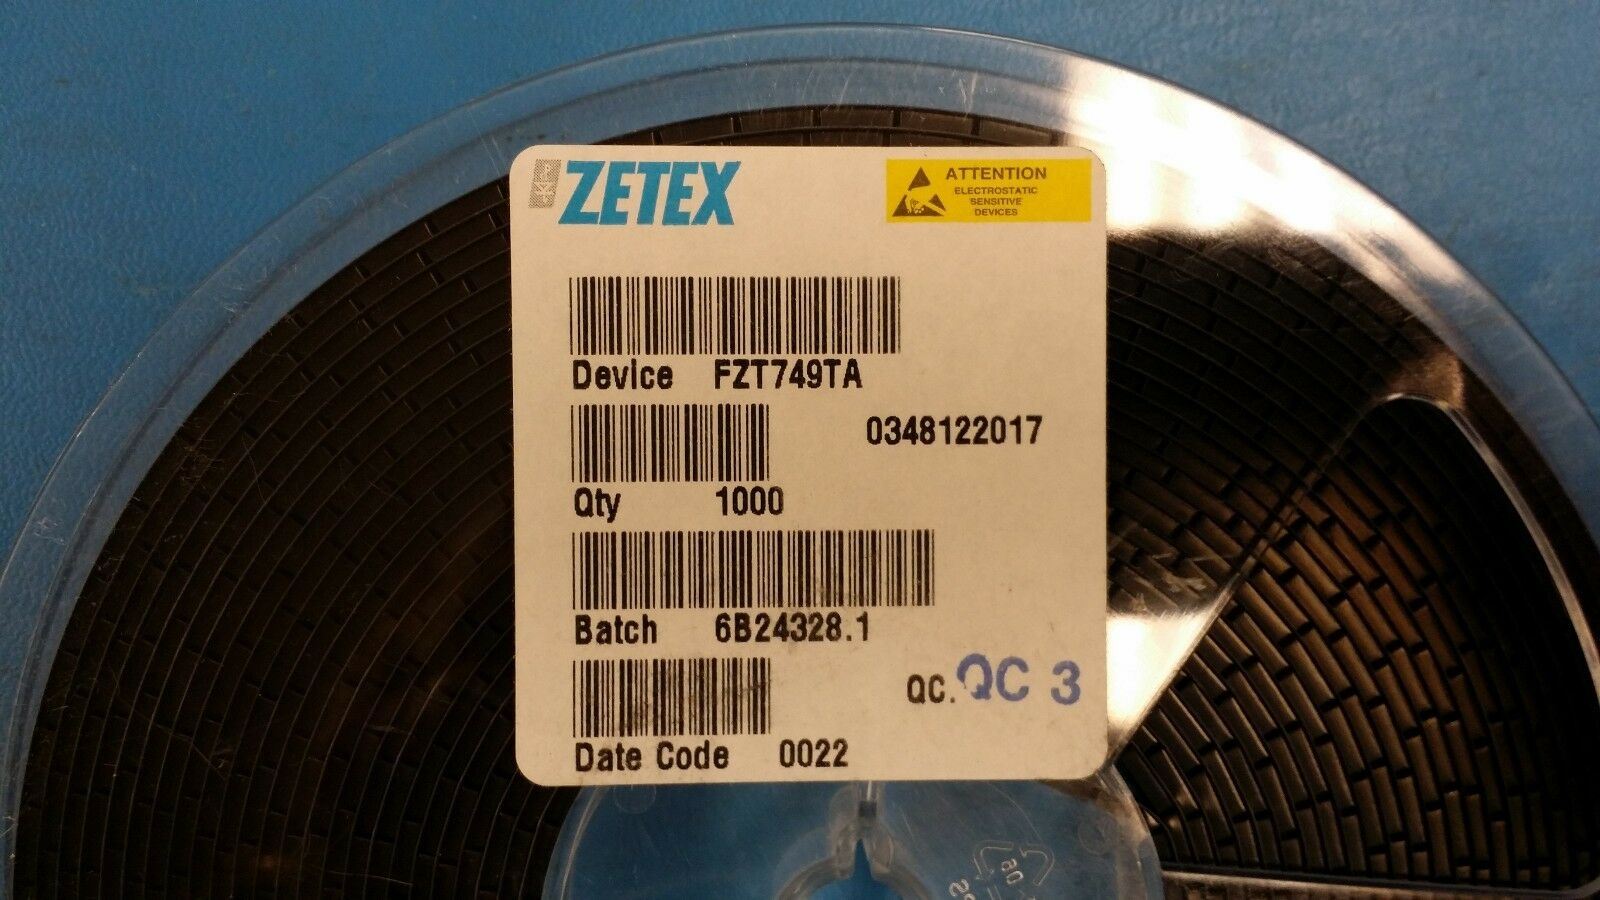 ZETEX
ATTENTION
ELECTROSTATIC
SENSITIVE
DEVICES
Device FZT749TA
0348122017
Qty 1000
Batch 6B24328.1
QC. QC 3
Date Code 0022